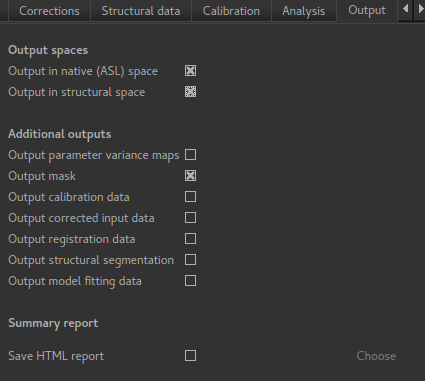 Corrections Structural data Calibration Analysis Output
Output spaces
Output in native (ASL) space
Output in structural space
Additional outputs
Output parameter variance maps
Output mask
Output calibration data
Output corrected input data
Output registration data
Output structural segmentation
Output model fitting data
Summary report
Save HTML report Choose